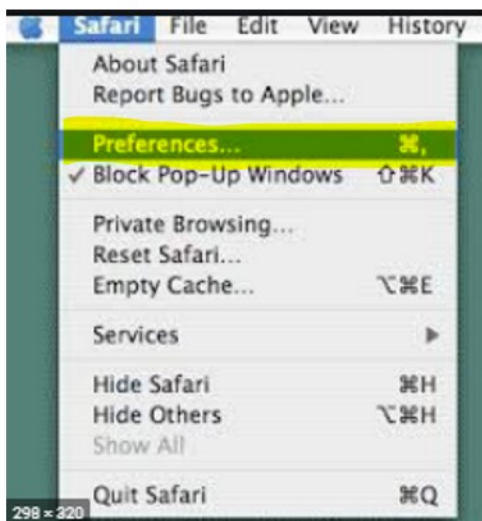 Safari File Edit View History
About Safari
Report Bugs to Apple...
Preferences... ⌘,
✓ Block Pop-Up Windows ⇧⌘K
Private Browsing...
Reset Safari...
Empty Cache... ⌥⌘E
Services ▶
Hide Safari ⌘H
Hide Others ⌥⌘H
Show All
Quit Safari ⌘Q
298 × 320